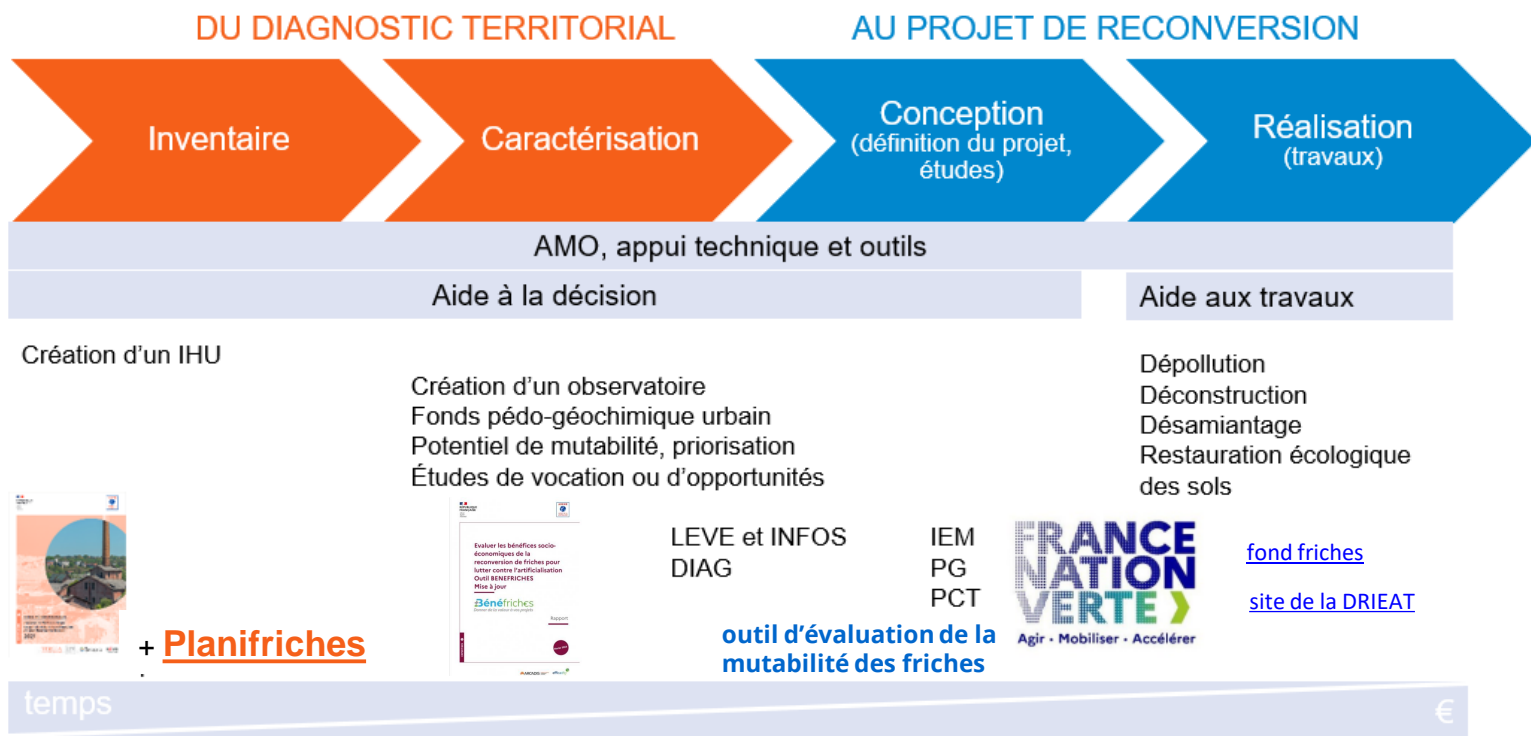 DU DIAGNOSTIC TERRITORIAL
AU PROJET DE RECONVERSION
Inventaire
Caractérisation
Conception
(définition du projet,
études)
Réalisation
(travaux)
AMO, appui technique et outils
Aide à la décision
Aide aux travaux
Création d'un IHU
Création d'un observatoire
Fonds pédo-géochimique urbain
Potentiel de mutabilité, priorisation
Études de vocation ou d'opportunités
Dépollution
Déconstruction
Désamiantage
Restauration écologique
des sols
+ Planifriches
Evaluer les bénéfices socio-
économiques de la
reconversion de friches pour
lutter contre l'artificialisation
Outil BENEFRICHES
Mise à jour
Bénéfriches
Rapport
ARCADIS
LEVE et INFOS
DIAG
IEM
PG
PCT
outil d'évaluation de la
mutabilité des friches
FRANCE
NATION
VERTE
Agir • Mobiliser • Accélérer
fond friches
site de la DRIEAT
temps
€